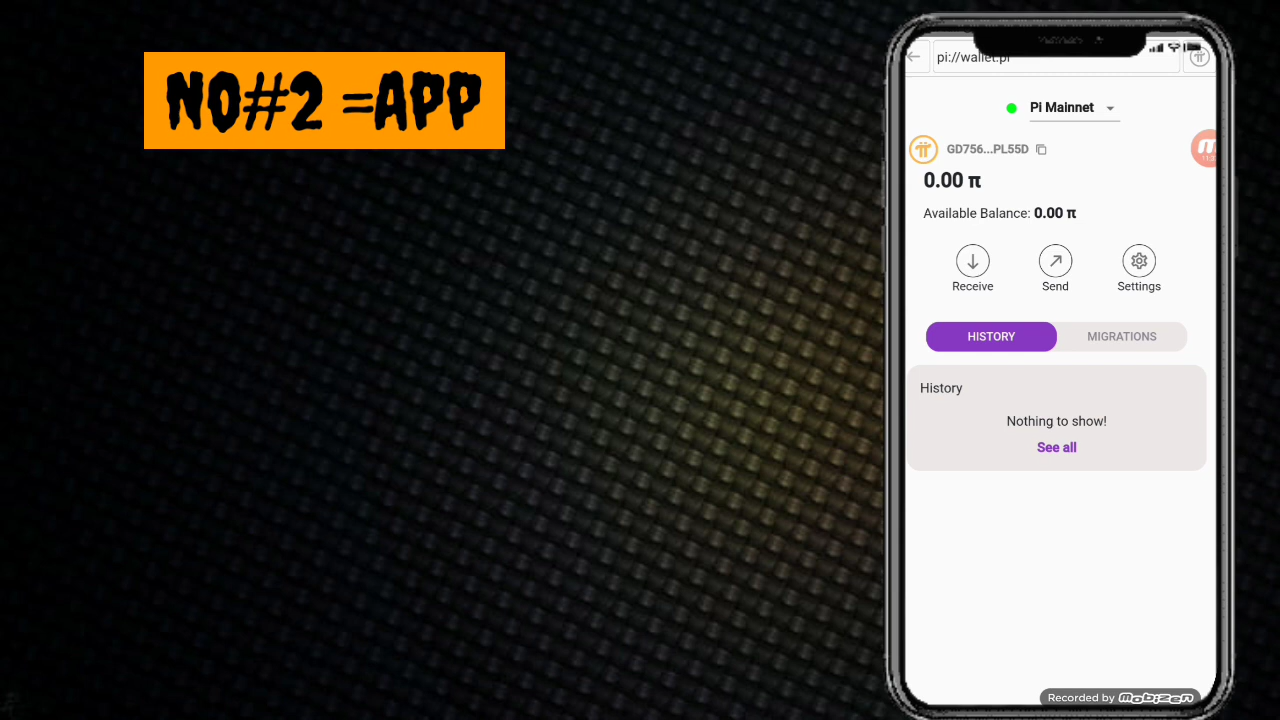 NO#2 =APP
pi://wallet.pi
Pi Mainnet
GD756...PL55D
0.00 π
Available Balance: 0.00 π
Receive Send Settings
HISTORY MIGRATIONS
History
Nothing to show!
See all
Recorded by Mobizen